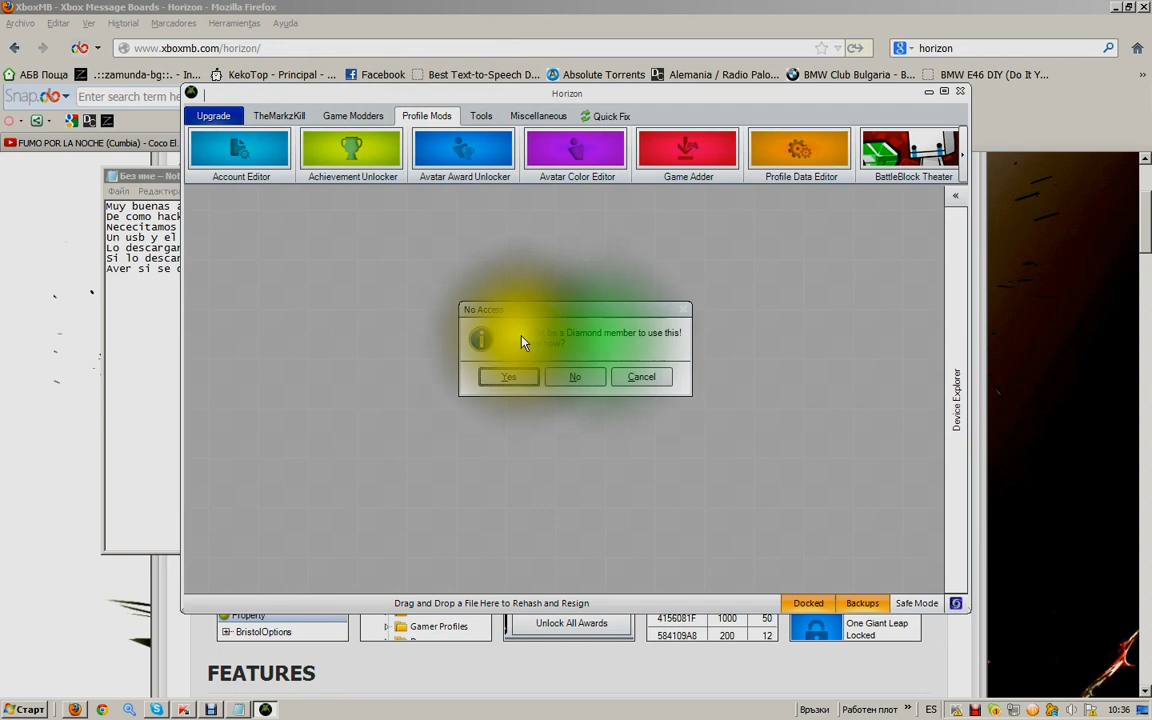 XboxMB - Xbox Message Boards - Horizon - Mozilla Firefox
Archivo Editar Ver Historial Marcadores Herramientas Ayuda
www.xboxmb.com/horizon/
horizon
АБВ Поща .::zamunda-bg::. - In... KekoTop - Principal - ... Facebook Best Text-to-Speech D... Absolute Torrents Alemania / Radio Palo... BMW Club Bulgaria - B... BMW E46 DIY (Do It Y...
Snap.do Enter search term he
FUMO POR LA NOCHE (Cumbia) - Coco El.
Horizon
Upgrade TheMarkzKill Game Modders Profile Mods Tools Miscellaneous Quick Fix
Account Editor Achievement Unlocker Avatar Award Unlocker Avatar Color Editor Game Adder Profile Data Editor BattleBlock Theater
Без име - Not
Файл Редактира
Muy buenas a
De como hack
Nececitamos
Un usb y el
Lo descargar
Si lo descar
Aver si se c
No Access
be a Diamond member to use this!
now?
Yes No Cancel
Device Explorer
Drag and Drop a File Here to Rehash and Resign
Docked Backups Safe Mode
Property
BristolOptions
Gamer Profiles
Unlock All Awards
4156081F 1000 50
584109A8 200 12
One Giant Leap
Locked
FEATURES
Старт
Връзки Работен плот ES 10:36